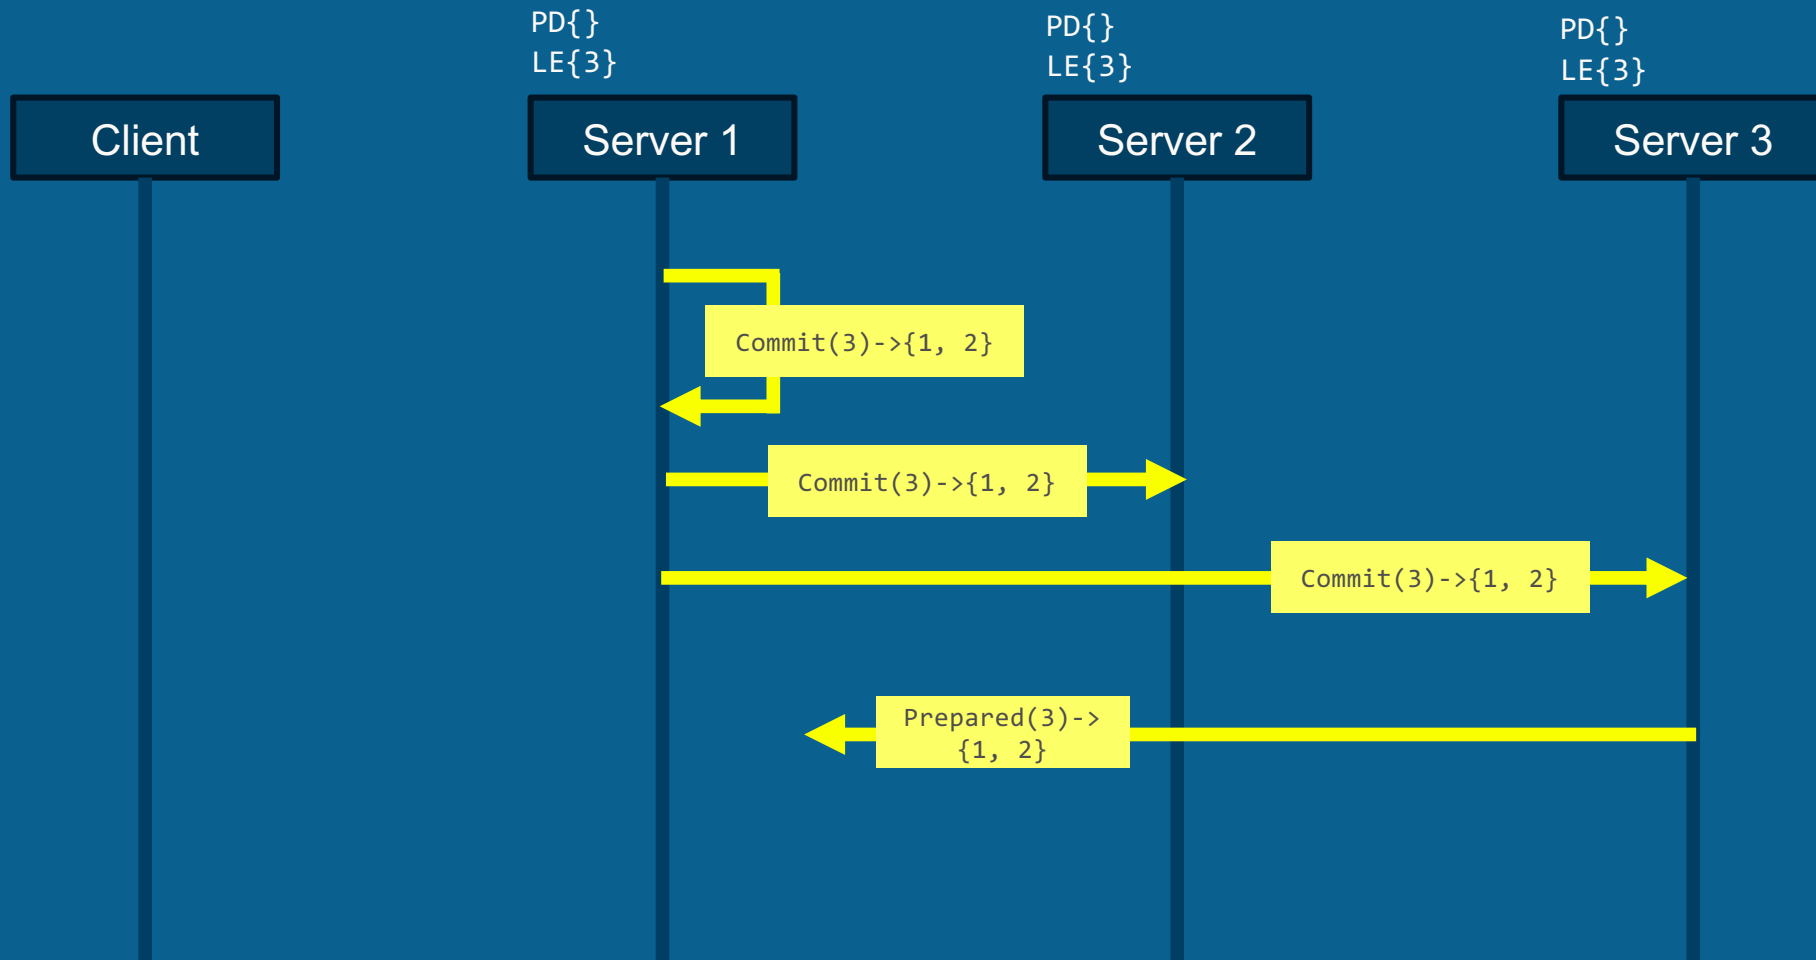 PD{}
LE{3}
PD{}
LE{3}
PD{}
LE{3}
Client
Server 1
Server 2
Server 3
Commit(3)->{1, 2}
Commit(3)->{1, 2}
Commit(3)->{1, 2}
Prepared(3)->
{1, 2}